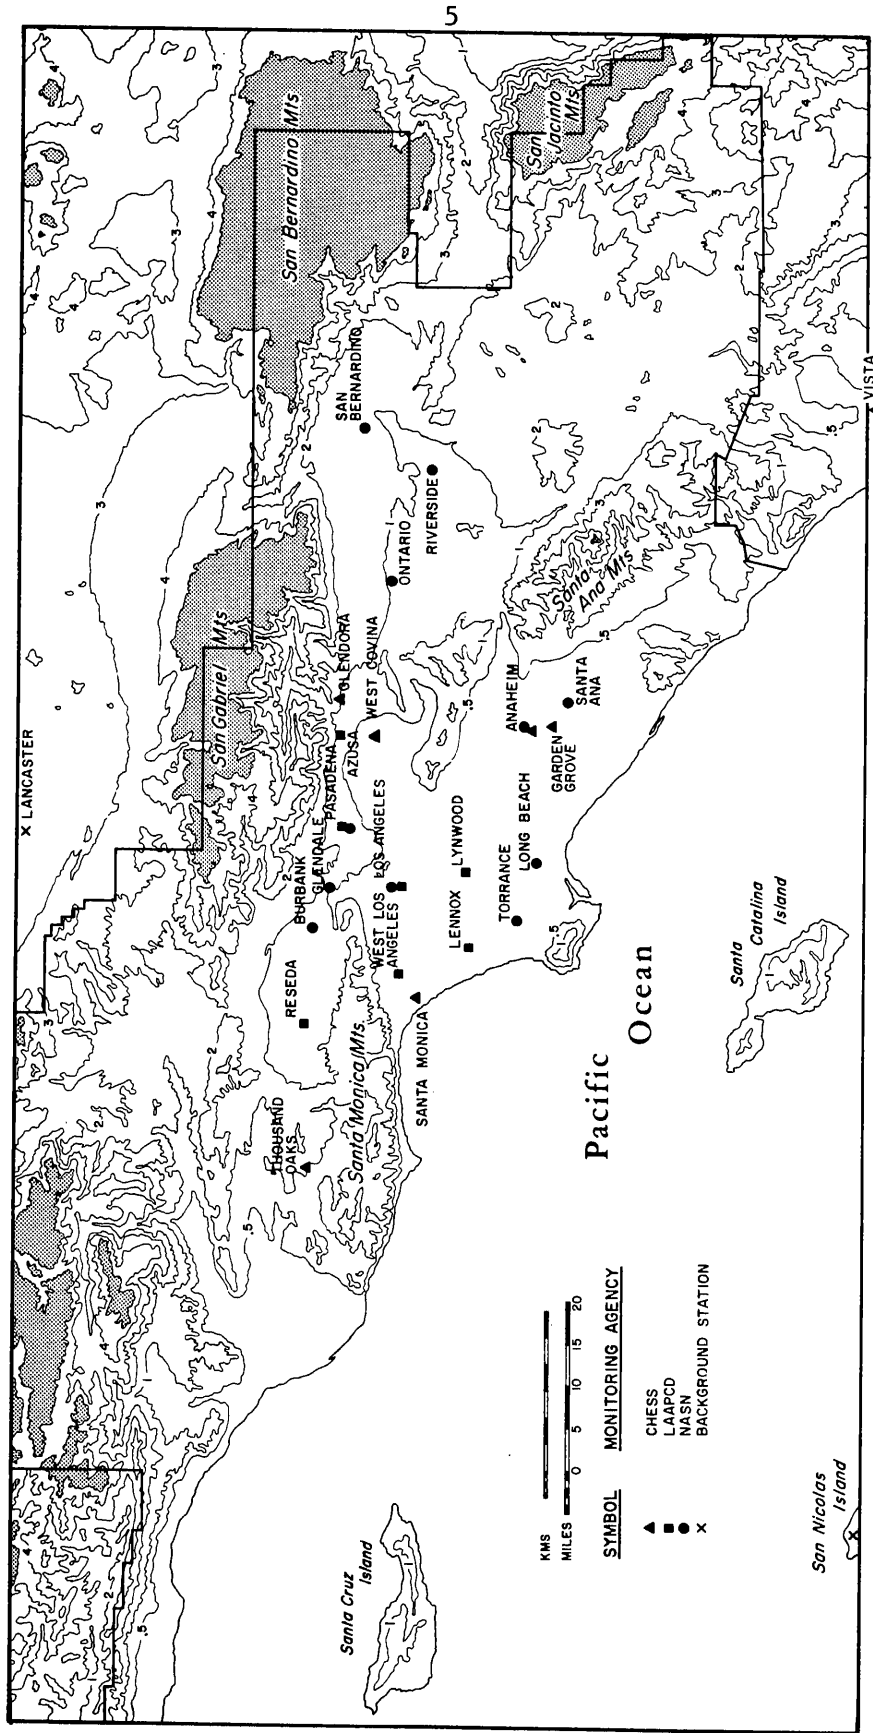 5
× LANCASTER
San Gabriel Mts
San Bernardino Mts
San
Jacinto
Mts
SAN
BERNARDINO
RIVERSIDE
ONTARIO
GLENDORA
WEST COVINA
AZUSA
PASADENA
GLENDALE
BURBANK
LOS ANGELES
WEST LOS
ANGELES
RESEDA
THOUSAND
OAKS
Santa Monica Mts.
SANTA MONICA
LENNOX
LYNWOOD
TORRANCE
LONG BEACH
ANAHEIM
GARDEN
GROVE
SANTA
ANA
Santa
Ana Mts
VISTA
Pacific
Ocean
Santa
Catalina
Island
Santa Cruz
Island
San Nicolas
Island
KMS
MILES 0 5 10 15 20
SYMBOL MONITORING AGENCY
▲ CHESS
■ LAAPCD
● NASN
× BACKGROUND STATION